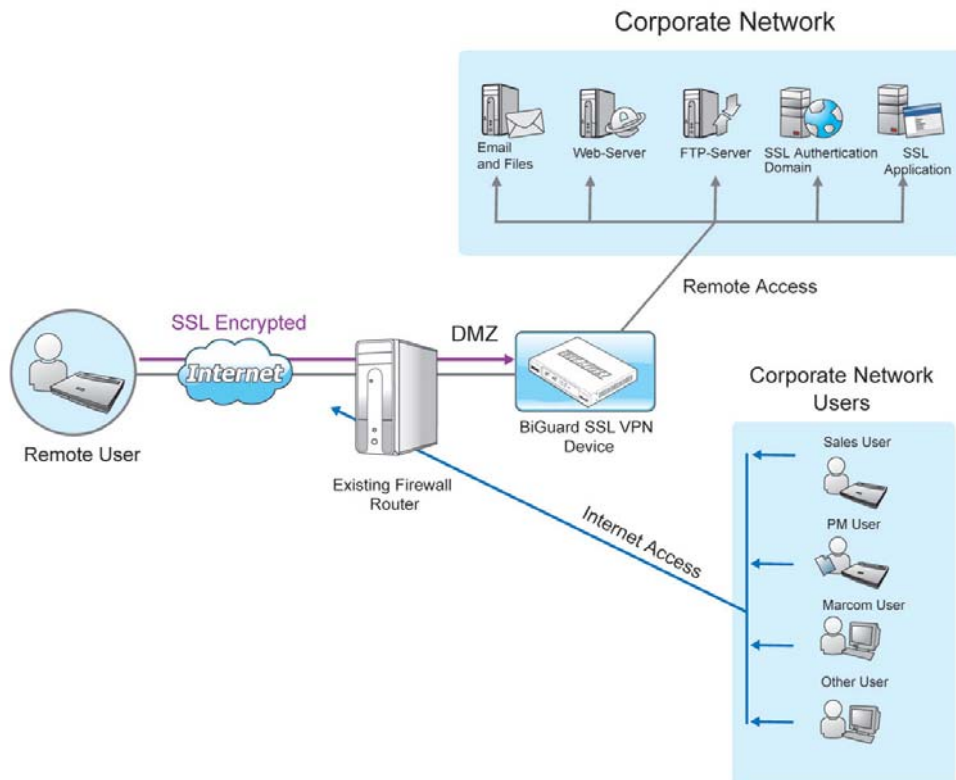 Corporate Network
Email
and Files
Web-Server
FTP-Server
SSL Authertication
Domain
SSL
Application
Remote Access
SSL Encrypted
Internet
DMZ
Remote User
Existing Firewall
Router
BiGuard SSL VPN
Device
Internet Access
Corporate Network
Users
Sales User
PM User
Marcom User
Other User